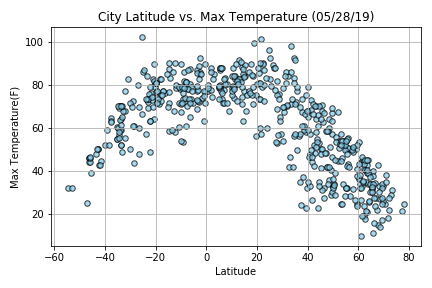 City Latitude vs. Max Temperature (05/28/19)
100
80
60
40
20
Max Temperature(F)
−60 −40 −20 0 20 40 60 80
Latitude